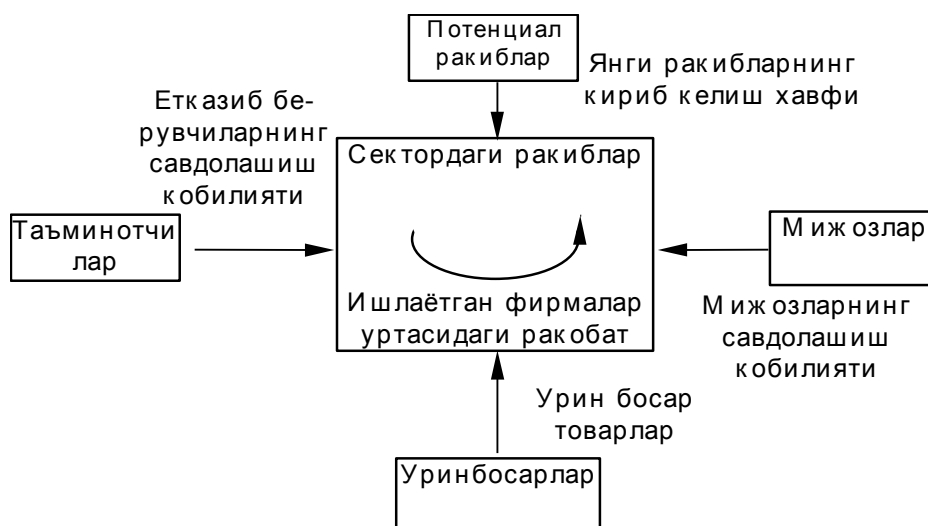 Потенциал
ракиблар
Янги ракибларнинг
кириб келиш хавфи
Етказиб бе-
рувчиларнинг
савдолашиш
кобилияти
Сектордаги ракиблар
Таъминотчи
лар
Мижозлар
Ишлаётган фирмалар
уртасидаги ракобат
Мижозларнинг
савдолашиш
кобилияти
Урин босар
товарлар
Уринбосарлар